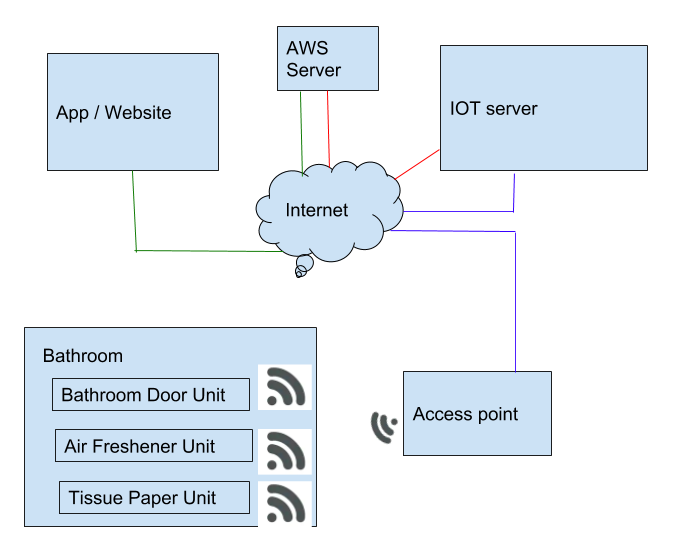 AWS
Server
App / Website
IOT server
Internet
Bathroom
Bathroom Door Unit
Air Freshener Unit
Tissue Paper Unit
Access point